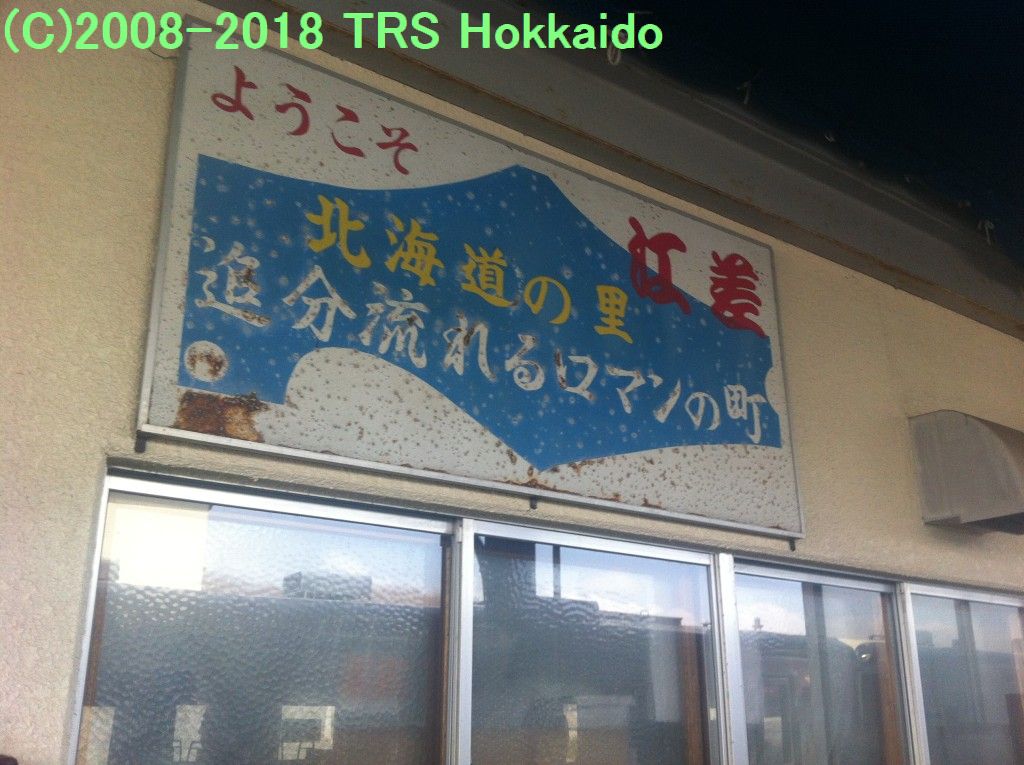 (C)2008-2018 TRS Hokkaido
ようこそ
江差
北海道の里
追分流れるロマンの町